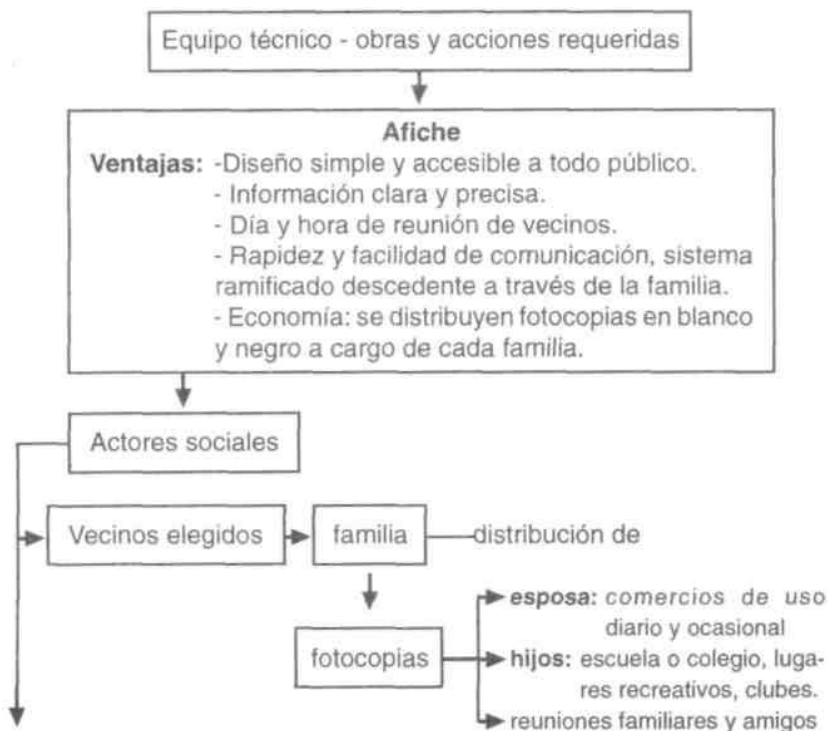 Equipo técnico - obras y acciones requeridas
Afiche
Ventajas: -Diseño simple y accesible a todo público.
- Información clara y precisa.
- Día y hora de reunión de vecinos.
- Rapidez y facilidad de comunicación, sistema
ramificado descedente a través de la familia.
- Economía: se distribuyen fotocopias en blanco
y negro a cargo de cada familia.
Actores sociales
Vecinos elegidos
familia
distribución de
fotocopias
esposa: comercios de uso
diario y ocasional
hijos: escuela o colegio, luga-
res recreativos, clubes.
reuniones familiares y amigos